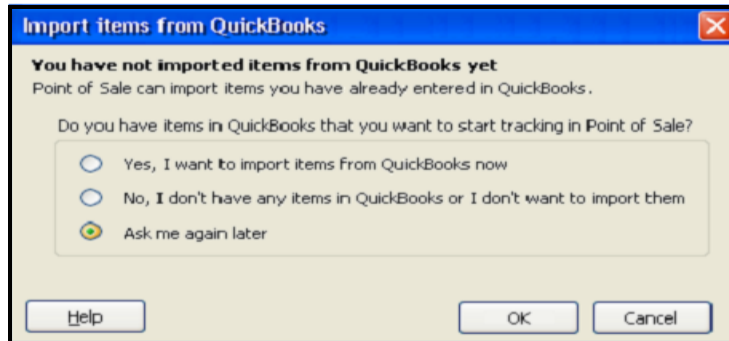 Import items from QuickBooks
You have not imported items from QuickBooks yet
Point of Sale can import items you have already entered in QuickBooks.
Do you have items in QuickBooks that you want to start tracking in Point of Sale?
Yes, I want to import items from QuickBooks now
No, I don't have any items in QuickBooks or I don't want to import them
Ask me again later
Help
OK
Cancel